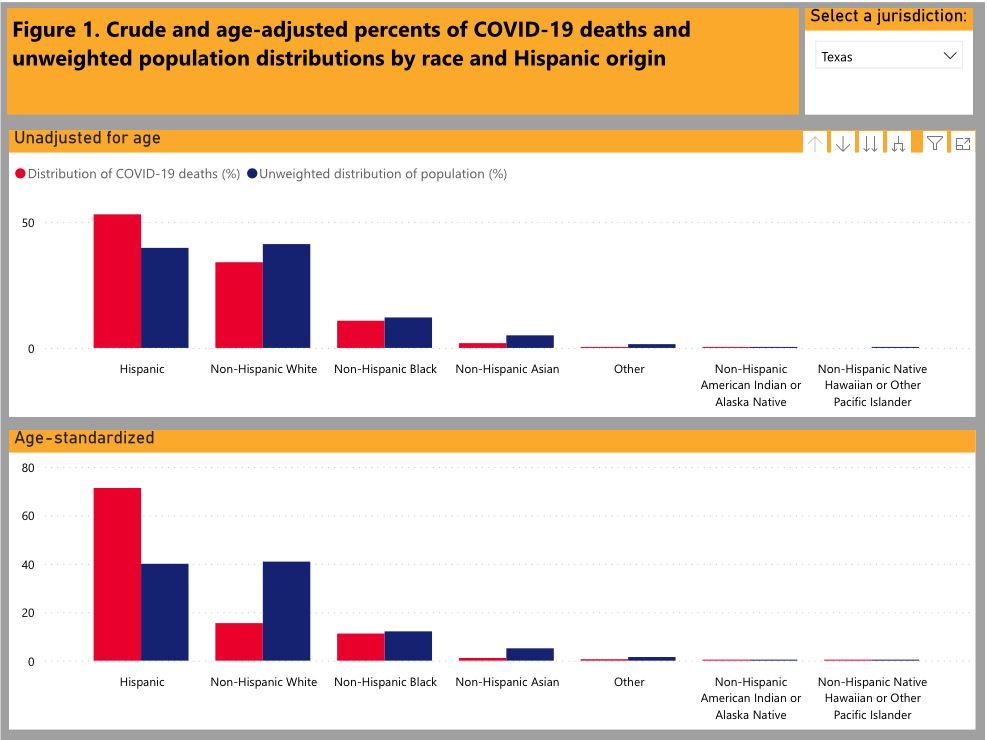 Figure 1. Crude and age-adjusted percents of COVID-19 deaths and
unweighted population distributions by race and Hispanic origin
Select a jurisdiction:
Texas
Unadjusted for age
Distribution of COVID-19 deaths (%) Unweighted distribution of population (%)
50
0
Hispanic
Non-Hispanic White
Non-Hispanic Black
Non-Hispanic Asian
Other
Non-Hispanic
American Indian or
Alaska Native
Non-Hispanic Native
Hawaiian or Other
Pacific Islander
Age-standardized
80
60
40
20
0
Hispanic
Non-Hispanic White
Non-Hispanic Black
Non-Hispanic Asian
Other
Non-Hispanic
American Indian or
Alaska Native
Non-Hispanic Native
Hawaiian or Other
Pacific Islander